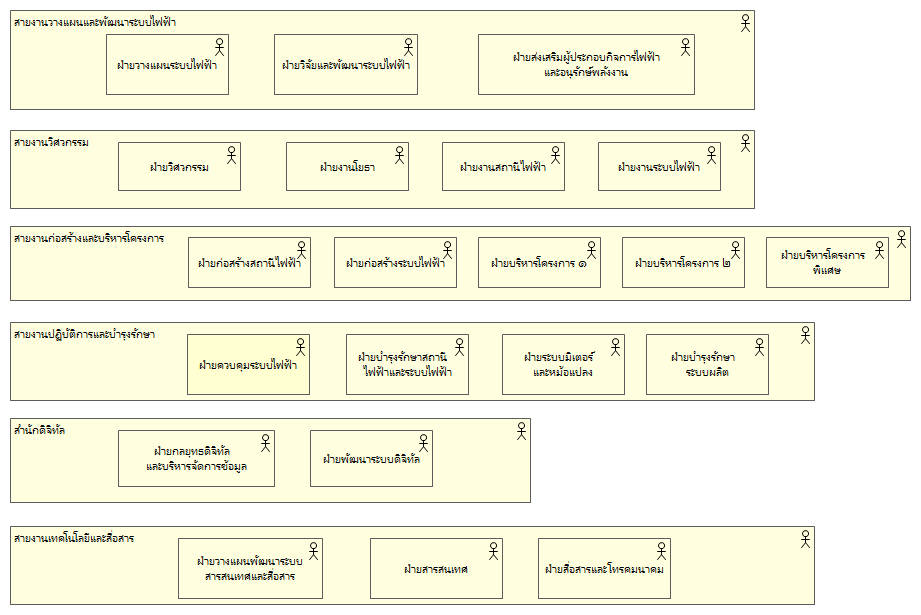 สายงานวางแผนและพัฒนาระบบไฟฟ้า
ฝ่ายวางแผนระบบไฟฟ้า
ฝ่ายวิจัยและพัฒนาระบบไฟฟ้า
ฝ่ายส่งเสริมผู้ประกอบกิจการไฟฟ้า
และอนุรักษ์พลังงาน
สายงานวิศวกรรม
ฝ่ายวิศวกรรม
ฝ่ายงานโยธา
ฝ่ายงานสถานีไฟฟ้า
ฝ่ายงานระบบไฟฟ้า
สายงานก่อสร้างและบริหารโครงการ
ฝ่ายก่อสร้างสถานีไฟฟ้า
ฝ่ายก่อสร้างระบบไฟฟ้า
ฝ่ายบริหารโครงการ ๑
ฝ่ายบริหารโครงการ ๒
ฝ่ายบริหารโครงการ
พิเศษ
สายงานปฏิบัติการและบำรุงรักษา
ฝ่ายควบคุมระบบไฟฟ้า
ฝ่ายบำรุงรักษาสถานี
ไฟฟ้าและระบบไฟฟ้า
ฝ่ายระบบมิเตอร์
และหม้อแปลง
ฝ่ายบำรุงรักษา
ระบบผลิต
สำนักดิจิทัล
ฝ่ายกลยุทธดิจิทัล
และบริหารจัดการข้อมูล
ฝ่ายพัฒนาระบบดิจิทัล
สายงานเทคโนโลยีและสื่อสาร
ฝ่ายวางแผนพัฒนาระบบ
สารสนเทศและสื่อสาร
ฝ่ายสารสนเทศ
ฝ่ายสื่อสารและโทรคมนาคม